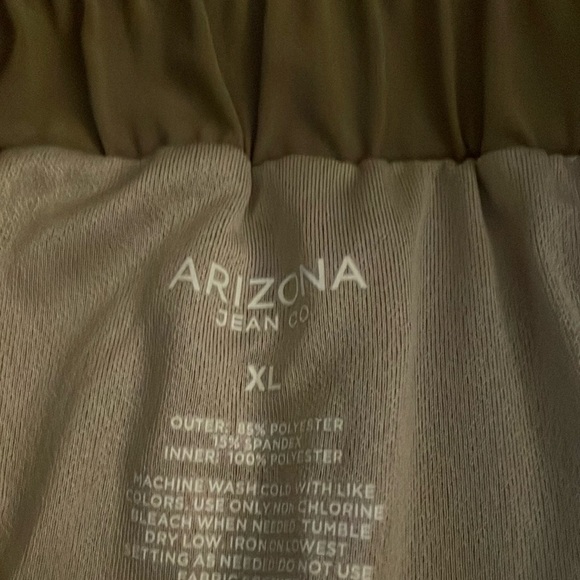 ARIZONA
JEAN CO
XL
OUTER: 85% POLYESTER
15% SPANDEX
INNER: 100% POLYESTER
MACHINE WASH COLD WITH LIKE
COLORS. USE ONLY NON CHLORINE
BLEACH WHEN NEEDED. TUMBLE
DRY LOW. IRON ON LOWEST
SETTING AS NEEDED DO NOT USE
FABRIC